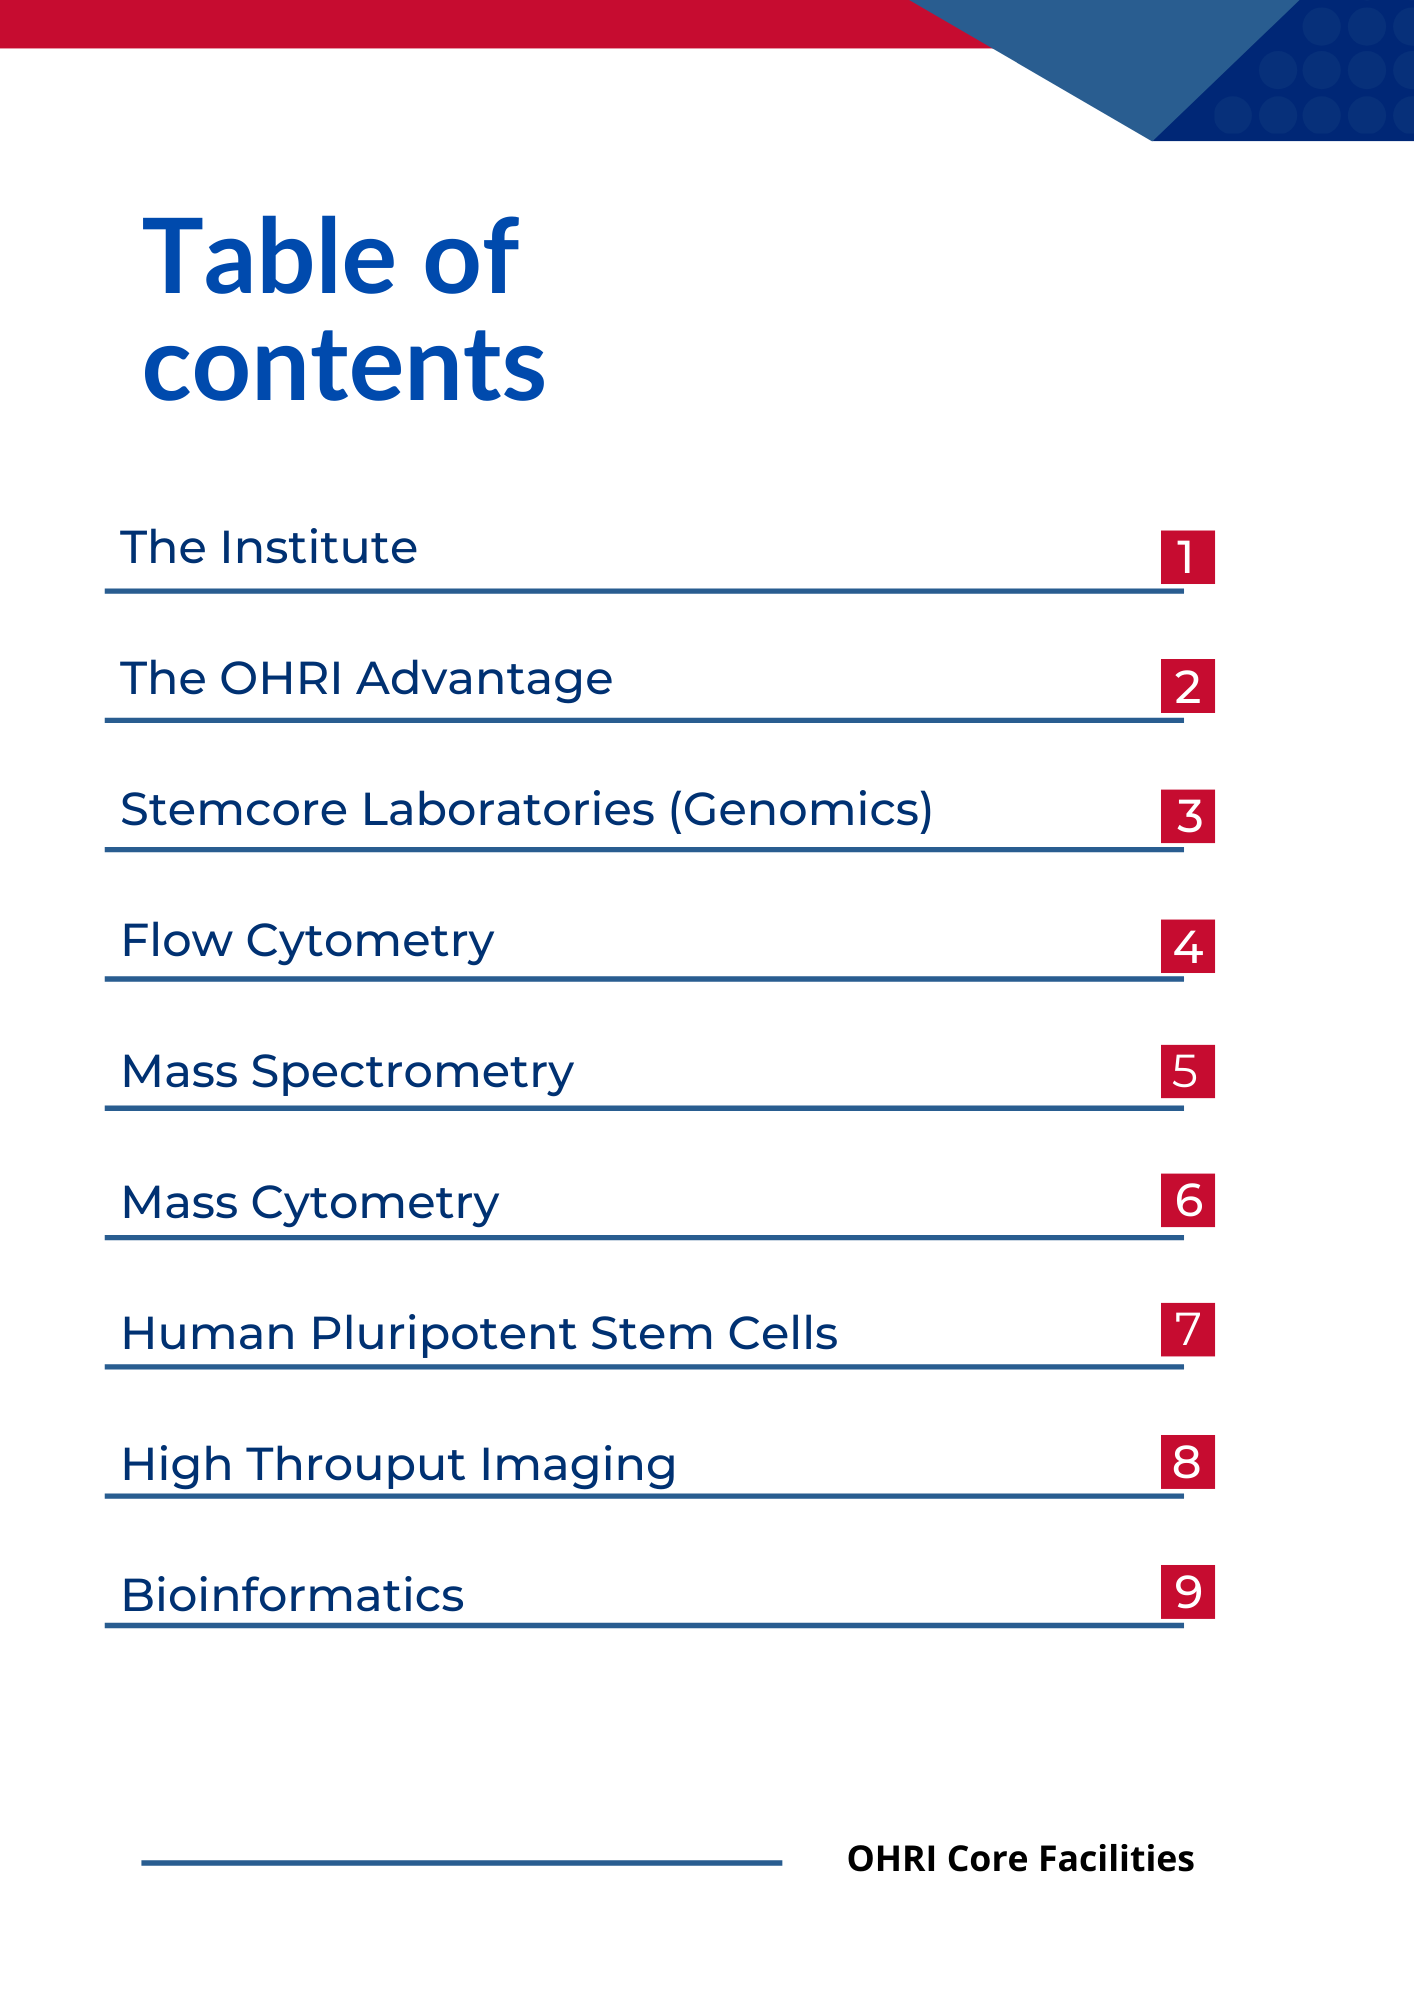 Table of
contents
The Institute 1
The OHRI Advantage 2
Stemcore Laboratories (Genomics) 3
Flow Cytometry 4
Mass Spectrometry 5
Mass Cytometry 6
Human Pluripotent Stem Cells 7
High Throuput Imaging 8
Bioinformatics 9
OHRI Core Facilities